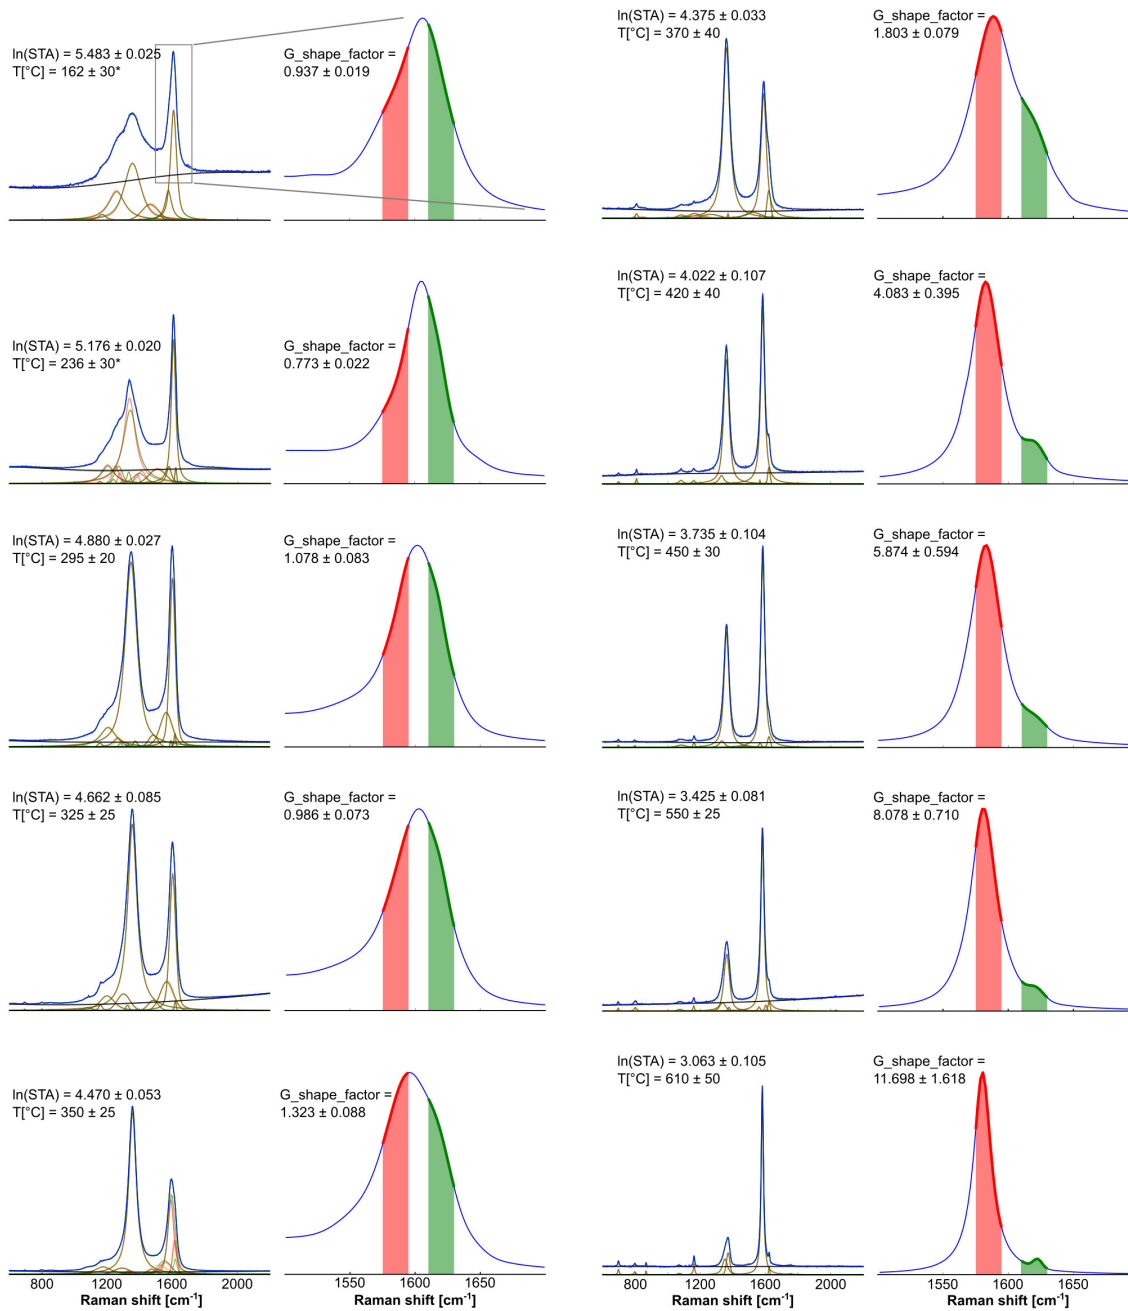 ln(STA) = 5.483 ± 0.025
T[°C] = 162 ± 30*
G_shape_factor =
0.937 ± 0.019
ln(STA) = 5.176 ± 0.020
T[°C] = 236 ± 30*
G_shape_factor =
0.773 ± 0.022
ln(STA) = 4.880 ± 0.027
T[°C] = 295 ± 20
G_shape_factor =
1.078 ± 0.083
ln(STA) = 4.662 ± 0.085
T[°C] = 325 ± 25
G_shape_factor =
0.986 ± 0.073
ln(STA) = 4.470 ± 0.053
T[°C] = 350 ± 25
G_shape_factor =
1.323 ± 0.088
800 1200 1600 2000
Raman shift [cm⁻¹]
1550 1600 1650
Raman shift [cm⁻¹]
ln(STA) = 4.375 ± 0.033
T[°C] = 370 ± 40
G_shape_factor =
1.803 ± 0.079
ln(STA) = 4.022 ± 0.107
T[°C] = 420 ± 40
G_shape_factor =
4.083 ± 0.395
ln(STA) = 3.735 ± 0.104
T[°C] = 450 ± 30
G_shape_factor =
5.874 ± 0.594
ln(STA) = 3.425 ± 0.081
T[°C] = 550 ± 25
G_shape_factor =
8.078 ± 0.710
ln(STA) = 3.063 ± 0.105
T[°C] = 610 ± 50
G_shape_factor =
11.698 ± 1.618
800 1200 1600 2000
Raman shift [cm⁻¹]
1550 1600 1650
Raman shift [cm⁻¹]